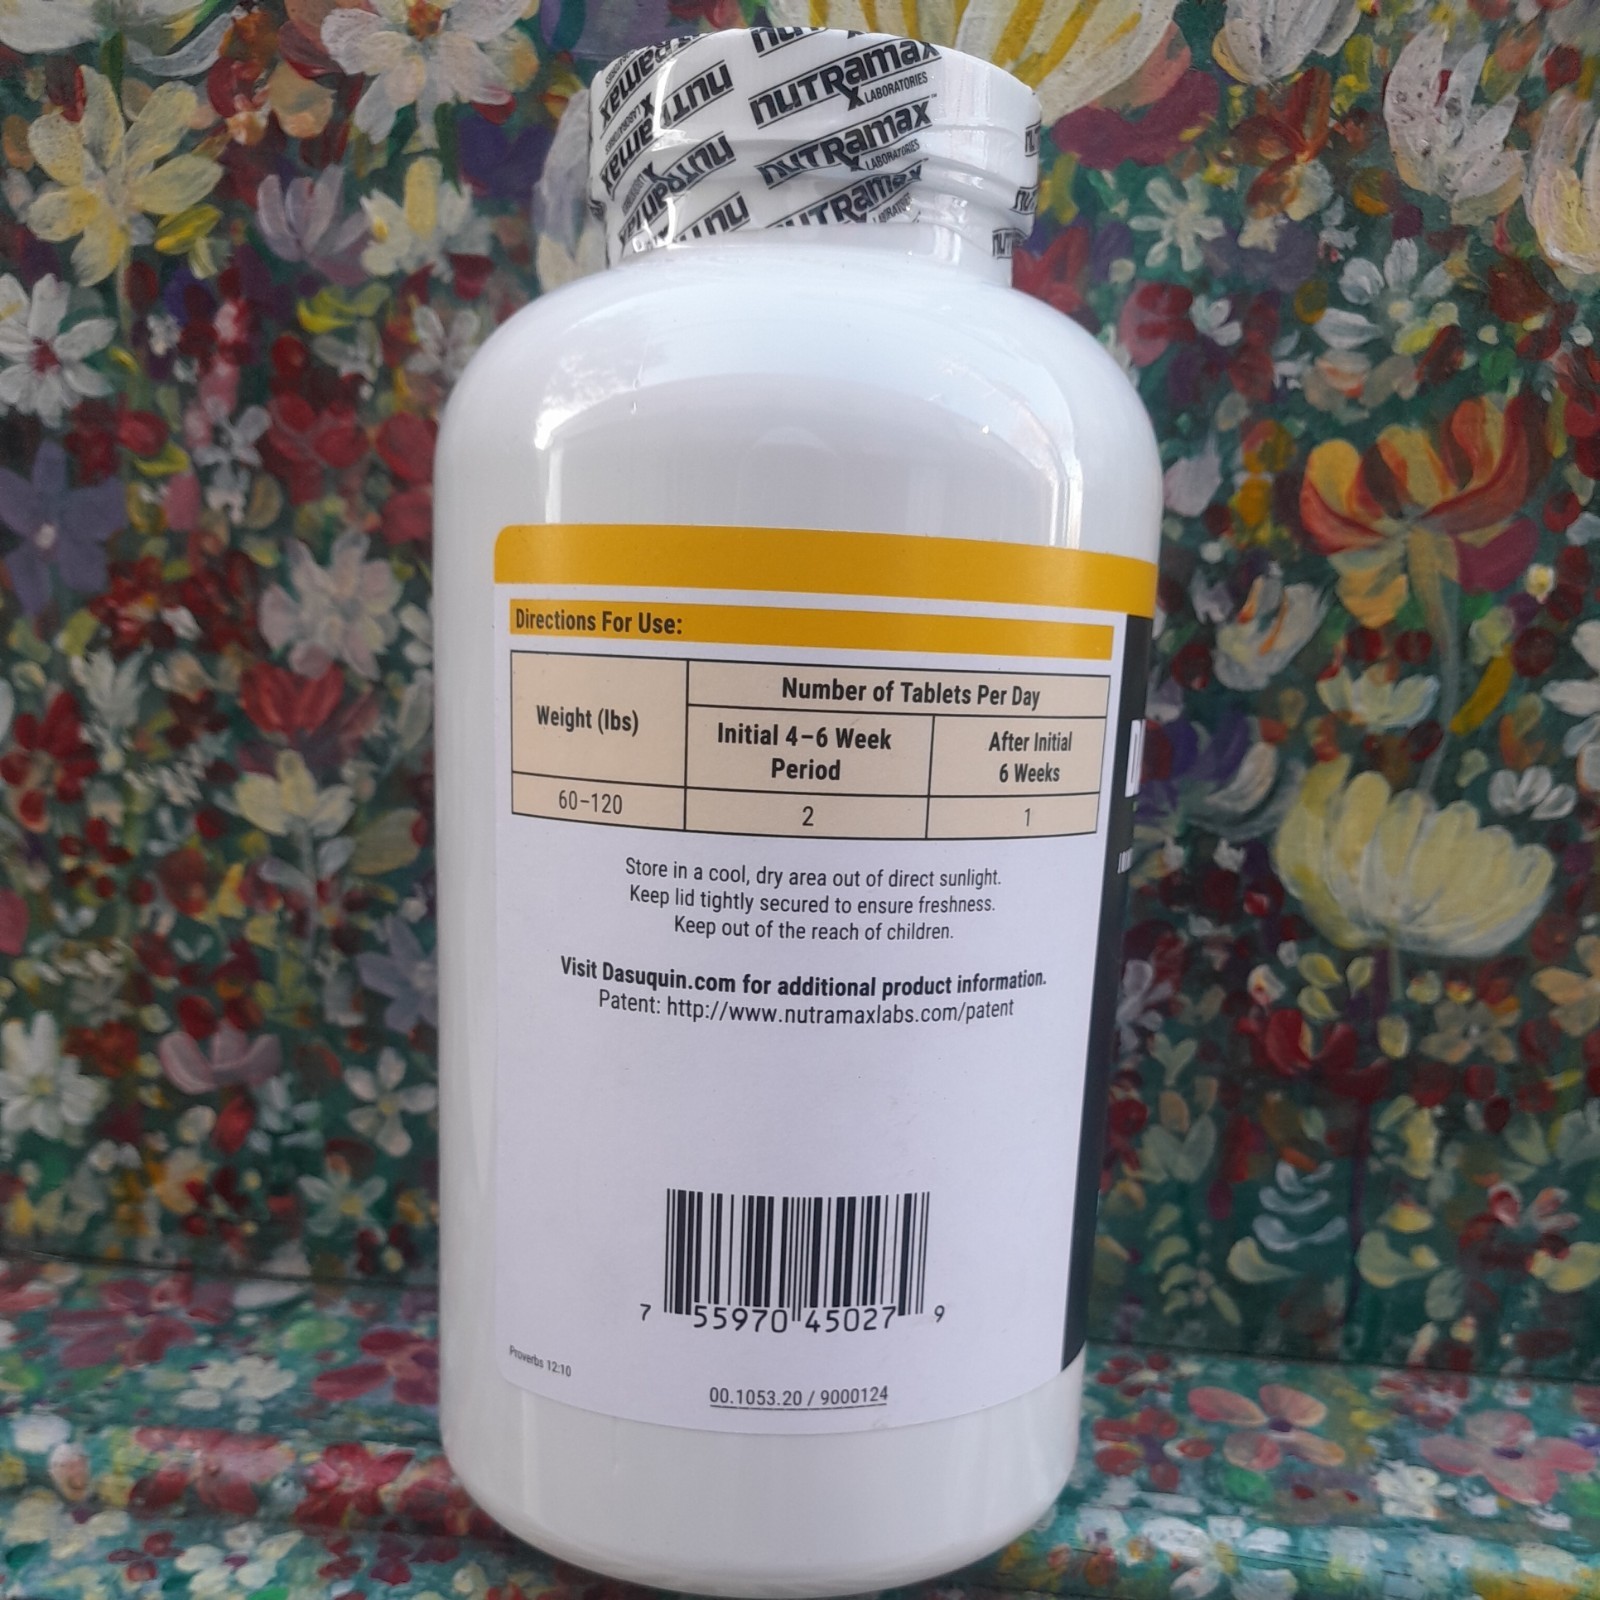 nutramax
LABORATORIES
nutramax
LABORATORIES
nutramax
Directions For Use:
Weight (lbs)
Number of Tablets Per Day
Initial 4–6 Week
Period
After Initial
6 Weeks
60–120
2
1
Store in a cool, dry area out of direct sunlight.
Keep lid tightly secured to ensure freshness.
Keep out of the reach of children.
Visit Dasuquin.com for additional product information.
Patent: http://www.nutramaxlabs.com/patent
7 55970 45027 9
Proverbs 12:10
00.1053.20 / 9000124